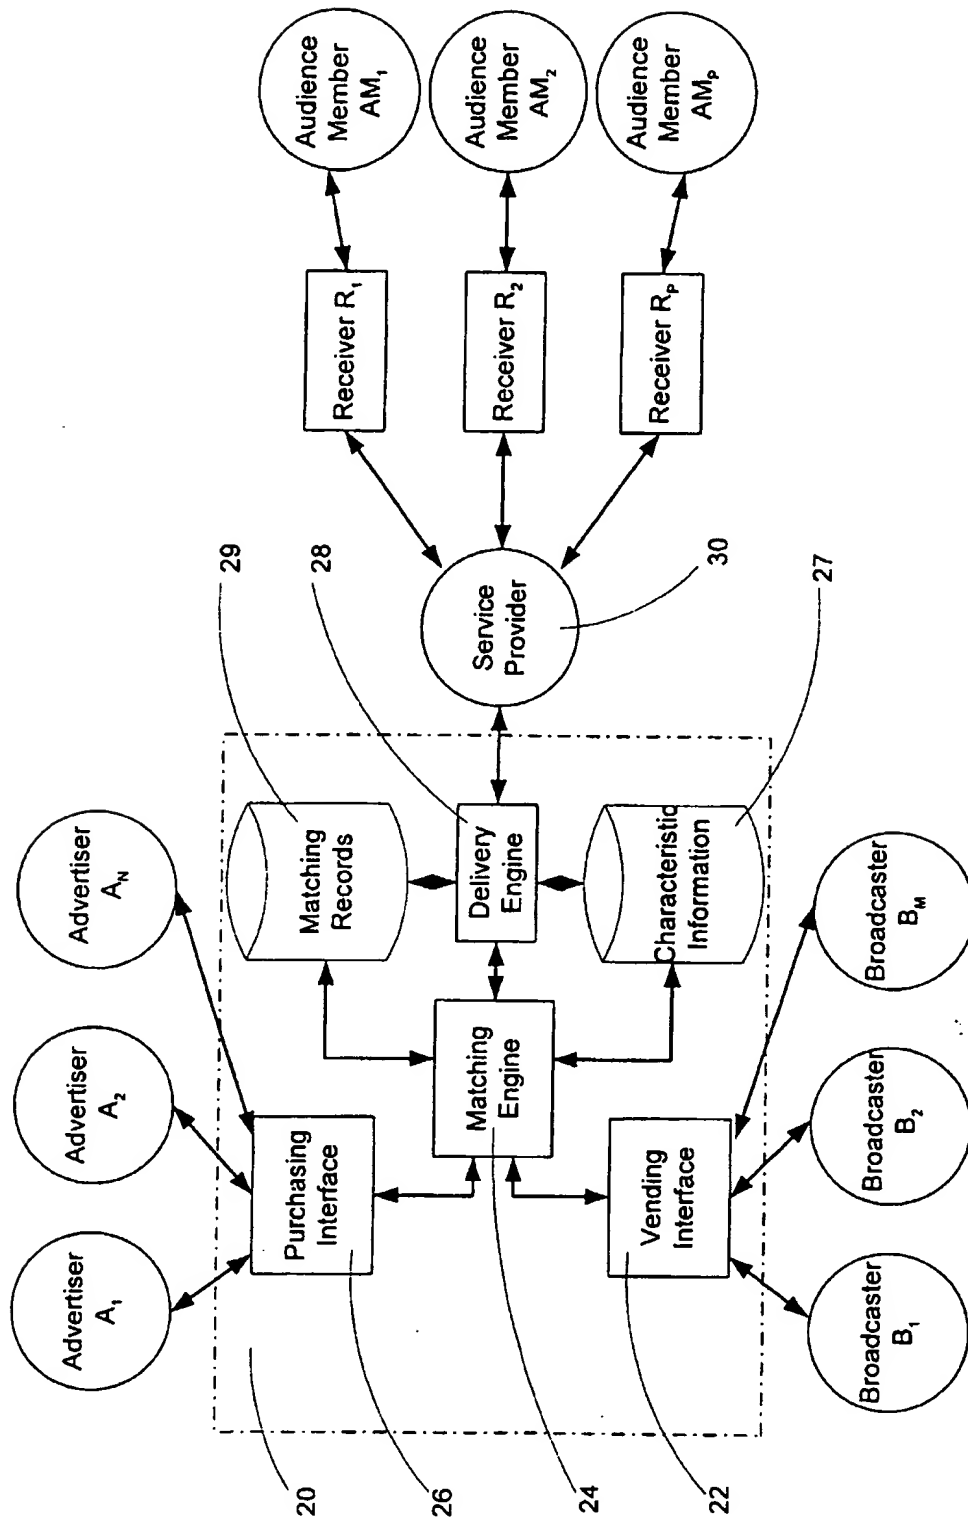 Advertiser
A₁
Advertiser
A₂
Advertiser
Aₙ
20
26
24
22
Purchasing
Interface
Vending
Interface
Matching
Engine
Matching
Records
Delivery
Engine
Characteristic
Information
29
28
30
27
Service
Provider
Broadcaster
B₁
Broadcaster
B₂
Broadcaster
Bₘ
Receiver R₁
Receiver R₂
Receiver Rₚ
Audience
Member
AM₁
Audience
Member
AM₂
Audience
Member
AMₚ